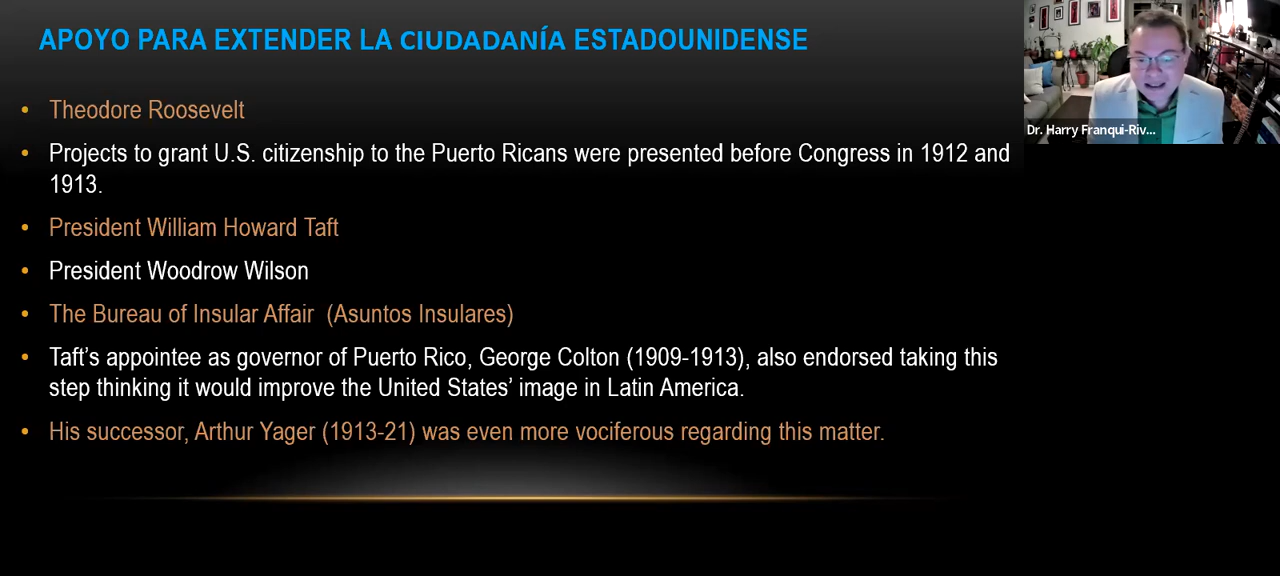 APOYO PARA EXTENDER LA CIUDADANÍA ESTADOUNIDENSE
• Theodore Roosevelt
• Projects to grant U.S. citizenship to the Puerto Ricans were presented before Congress in 1912 and
1913.
• President William Howard Taft
• President Woodrow Wilson
• The Bureau of Insular Affair (Asuntos Insulares)
• Taft’s appointee as governor of Puerto Rico, George Colton (1909-1913), also endorsed taking this
step thinking it would improve the United States’ image in Latin America.
• His successor, Arthur Yager (1913-21) was even more vociferous regarding this matter.
Dr. Harry Franqui-Riv...